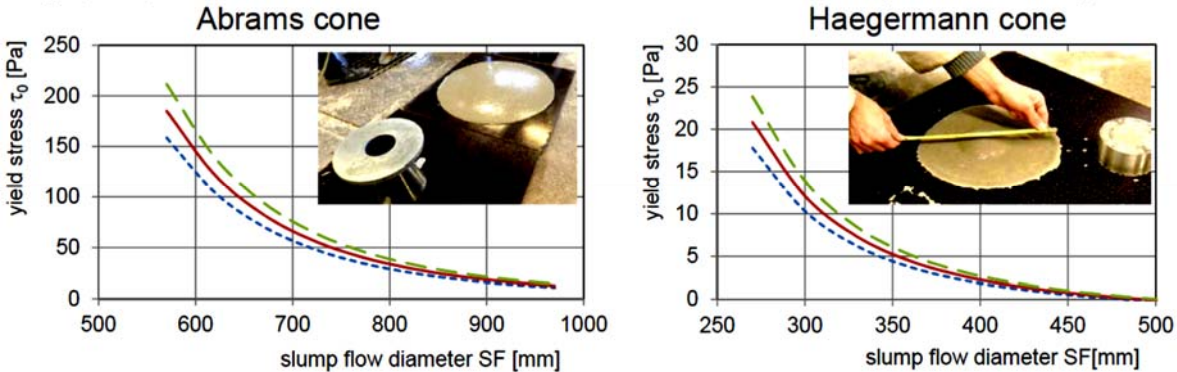 Abrams cone
yield stress τ₀ [Pa]
250
200
150
100
50
0
500 600 700 800 900 1000
slump flow diameter SF [mm]
Haegermann cone
yield stress τ₀ [Pa]
30
25
20
15
10
5
0
250 300 350 400 450 500
slump flow diameter SF[mm]